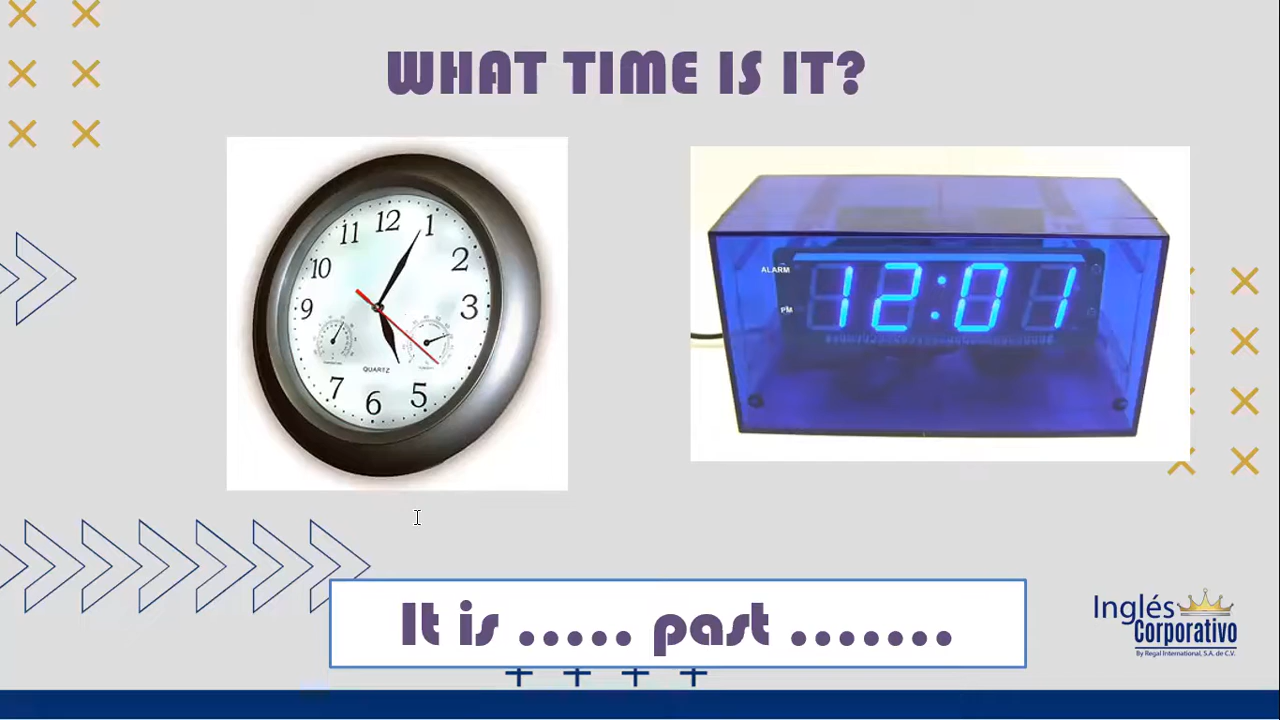 WHAT TIME IS IT?
12
1
2
3
5
6
7
9
10
11
QUARTZ
ALARM
PM
12:01
It is ..... past .......
Inglés
Corporativo
By Regal International, S.A. de C.V.